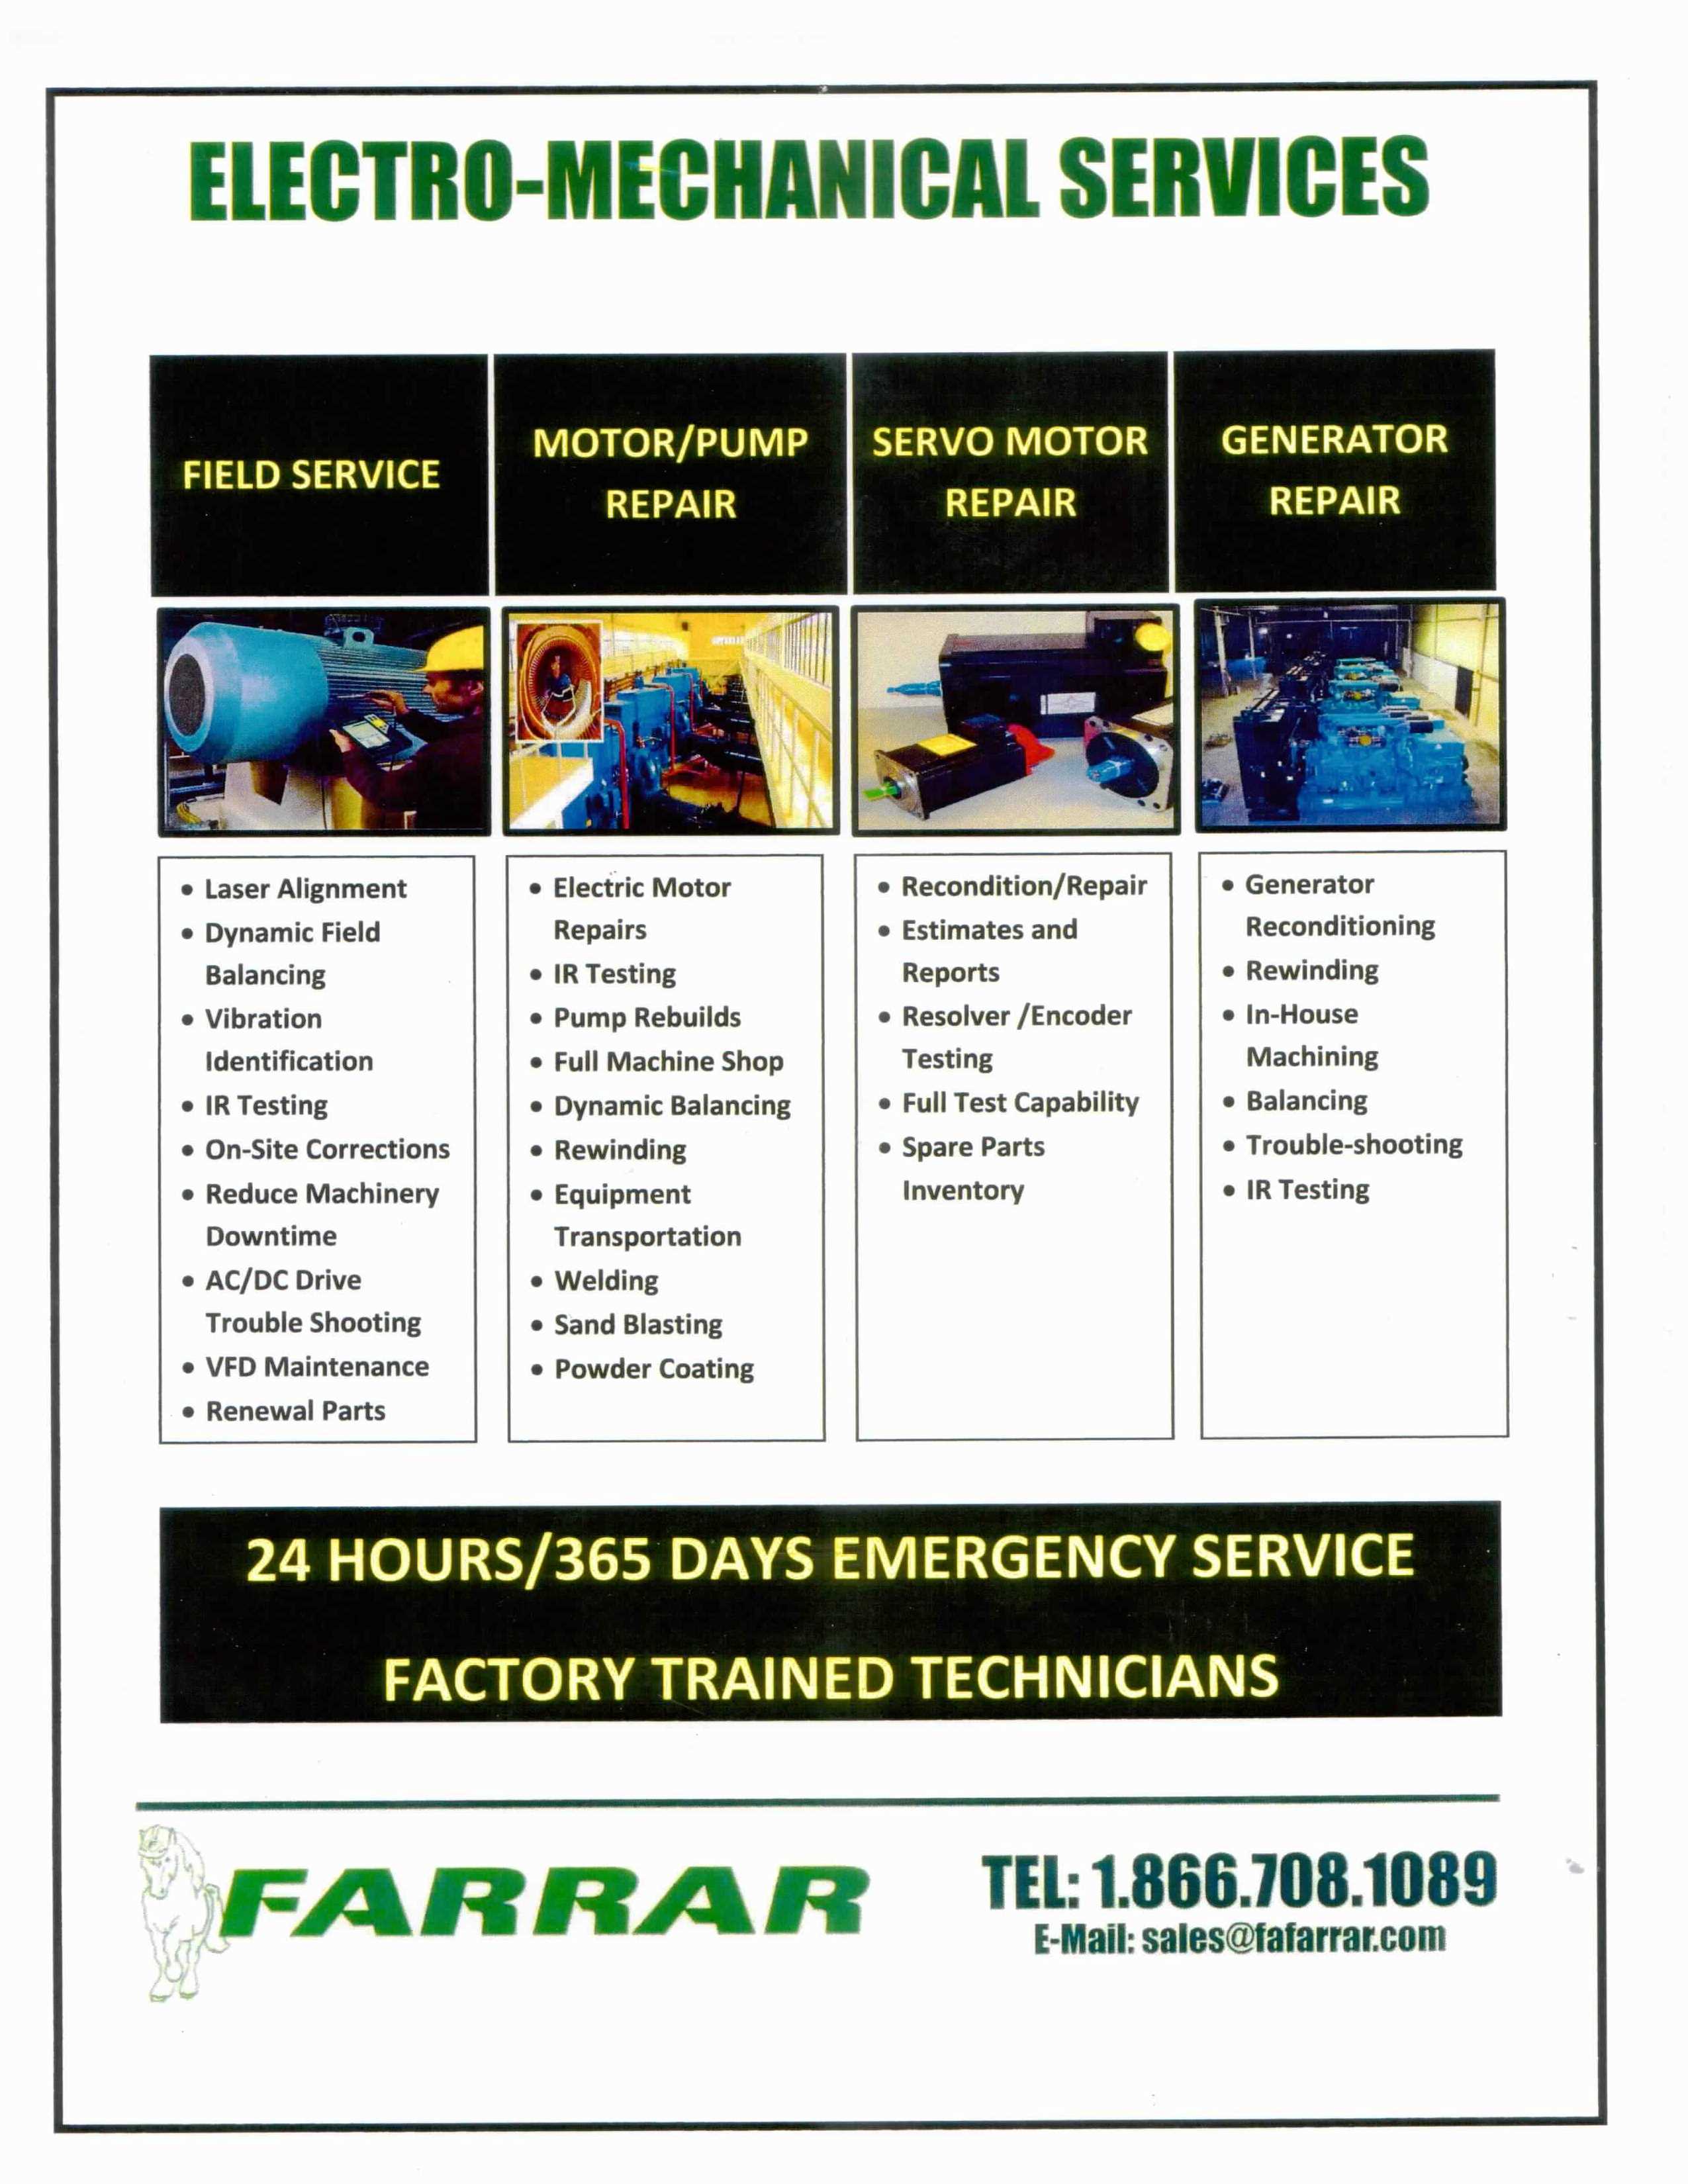 ELECTRO-MECHANICAL SERVICES
FIELD SERVICE
MOTOR/PUMP
REPAIR
SERVO MOTOR
REPAIR
GENERATOR
REPAIR
• Laser Alignment
• Dynamic Field
Balancing
• Vibration
Identification
• IR Testing
• On-Site Corrections
• Reduce Machinery
Downtime
• AC/DC Drive
Trouble Shooting
• VFD Maintenance
• Renewal Parts
• Electric Motor
Repairs
• IR Testing
• Pump Rebuilds
• Full Machine Shop
• Dynamic Balancing
• Rewinding
• Equipment
Transportation
• Welding
• Sand Blasting
• Powder Coating
• Recondition/Repair
• Estimates and
Reports
• Resolver /Encoder
Testing
• Full Test Capability
• Spare Parts
Inventory
• Generator
Reconditioning
• Rewinding
• In-House
Machining
• Balancing
• Trouble-shooting
• IR Testing
24 HOURS/365 DAYS EMERGENCY SERVICE
FACTORY TRAINED TECHNICIANS
FARRAR
TEL: 1.866.708.1089
E-Mail: sales@fafarrar.com